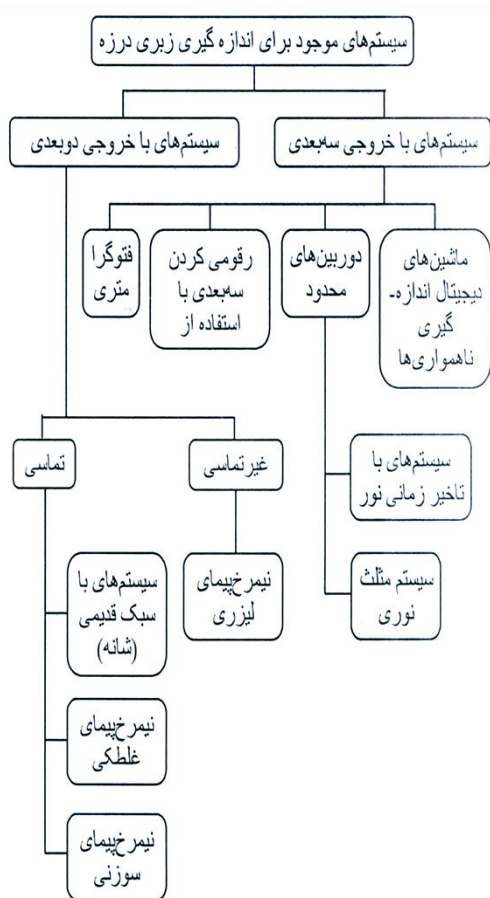 سیستم‌های موجود برای اندازه گیری زبری درزه
سیستم‌های با خروجی سه‌بعدی
سیستم‌های با خروجی دوبعدی
ماشین‌های
دیجیتال اندازه-
گیری
ناهمواری‌ها
دوربین‌های
محدود
رقومی کردن
سه‌بعدی با
استفاده از
فتوگرا
متری
سیستم‌های با
تاخیر زمانی نور
سیستم مثلث
نوری
غیرتماسی
تماسی
نیمرخ‌پیمای
لیزری
سیستم‌های با
سبک قدیمی
(شانه)
نیمرخ‌پیمای
غلطکی
نیمرخ‌پیمای
سوزنی